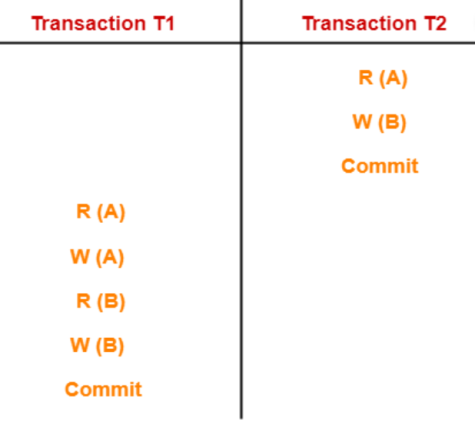 Transaction T1 Transaction T2
R (A)
W (B)
Commit
R (A)
W (A)
R (B)
W (B)
Commit